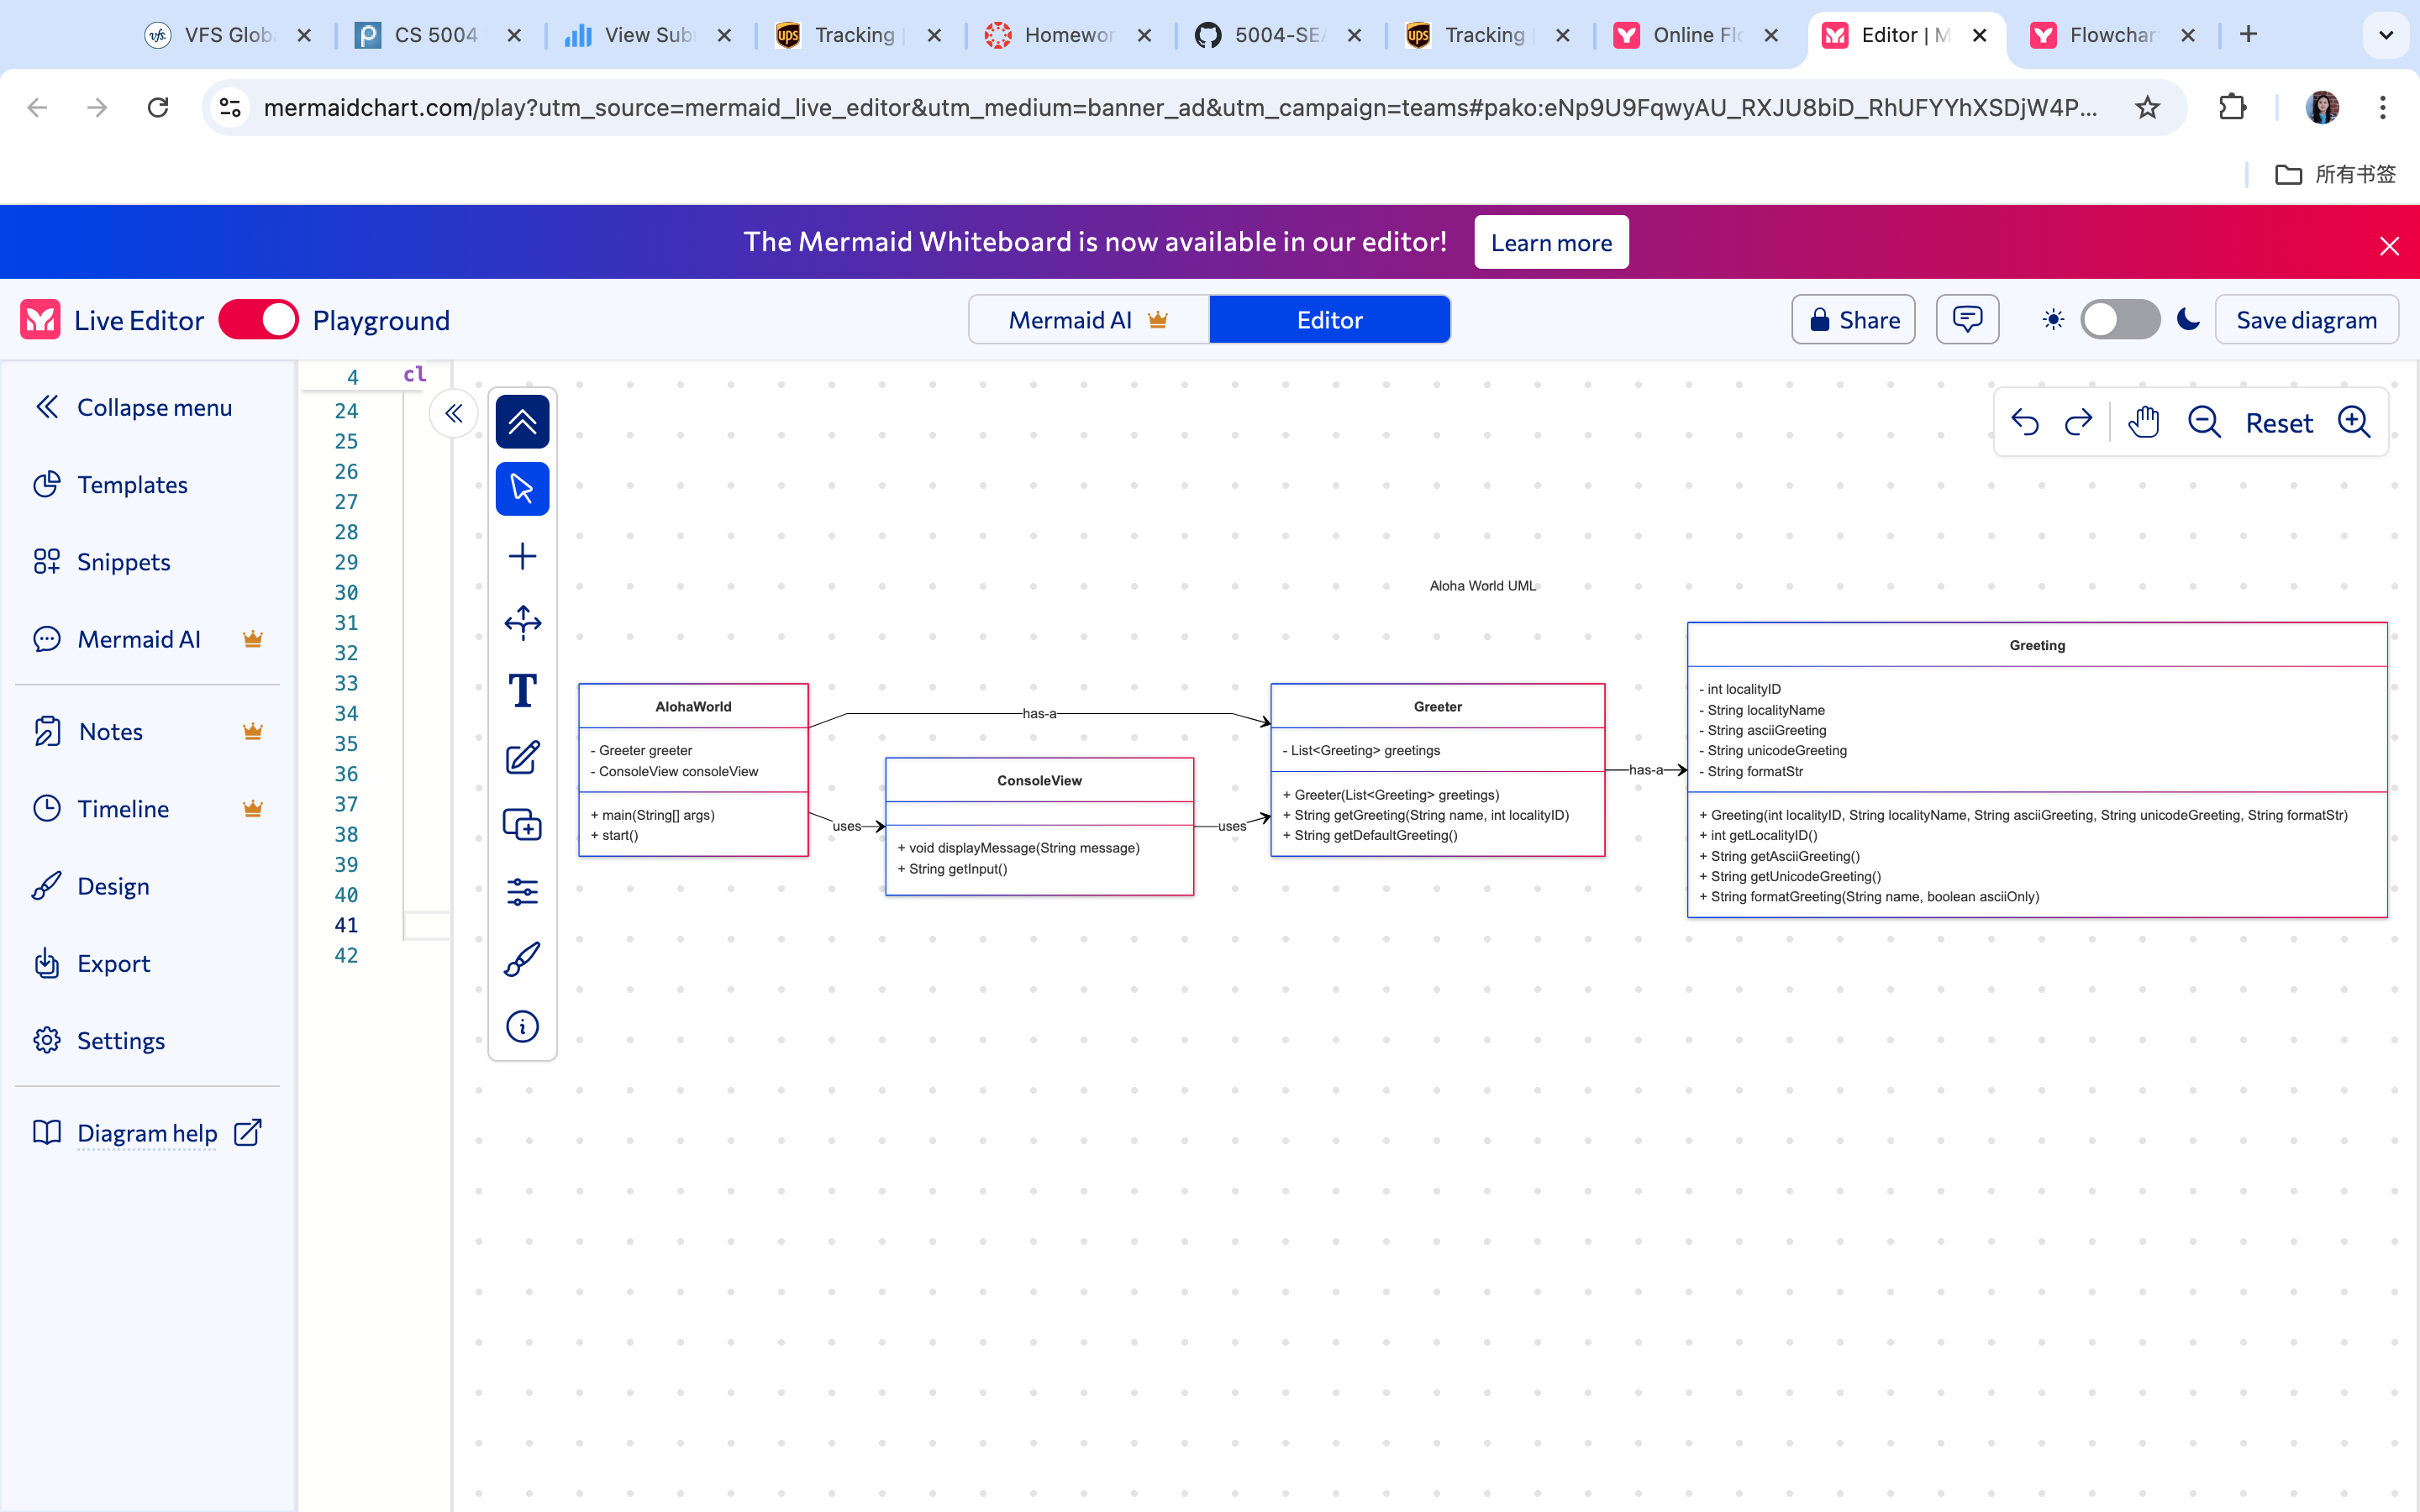 VFS Glob
CS 5004
View Sub
Tracking |
Homewor
5004-SEA
Tracking
Online Flo
Editor | M
Flowchar
mermaidchart.com/play?utm_source=mermaid_live_editor&utm_medium=banner_ad&utm_campaign=teams#pako:eNp9U9FqwyAU_RXJU8biD_RhUFYYhXSDjW4P...
所有书签
The Mermaid Whiteboard is now available in our editor!
Learn more
Live Editor
Playground
Mermaid AI
Editor
Share
Save diagram
Collapse menu
Templates
Snippets
Mermaid AI
Notes
Timeline
Design
Export
Settings
Diagram help
4 cl
24
25
26
27
28
29
30
31
32
33
34
35
36
37
38
39
40
41
42
T
Reset
Aloha World UML
AlohaWorld
- Greeter greeter
- ConsoleView consoleView
+ main(String[] args)
+ start()
has-a
uses
ConsoleView
+ void displayMessage(String message)
+ String getInput()
uses
Greeter
- List<Greeting> greetings
+ Greeter(List<Greeting> greetings)
+ String getGreeting(String name, int localityID)
+ String getDefaultGreeting()
has-a
Greeting
- int localityID
- String localityName
- String asciiGreeting
- String unicodeGreeting
- String formatStr
+ Greeting(int localityID, String localityName, String asciiGreeting, String unicodeGreeting, String formatStr)
+ int getLocalityID()
+ String getAsciiGreeting()
+ String getUnicodeGreeting()
+ String formatGreeting(String name, boolean asciiOnly)